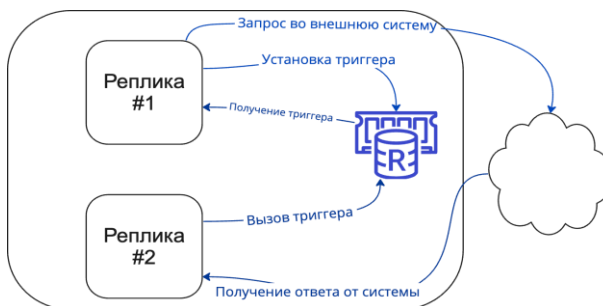 Запрос во внешнюю систему
Установка триггера
Реплика
#1
Получение триггера
R
Вызов триггера
Реплика
#2
Получение ответа от системы